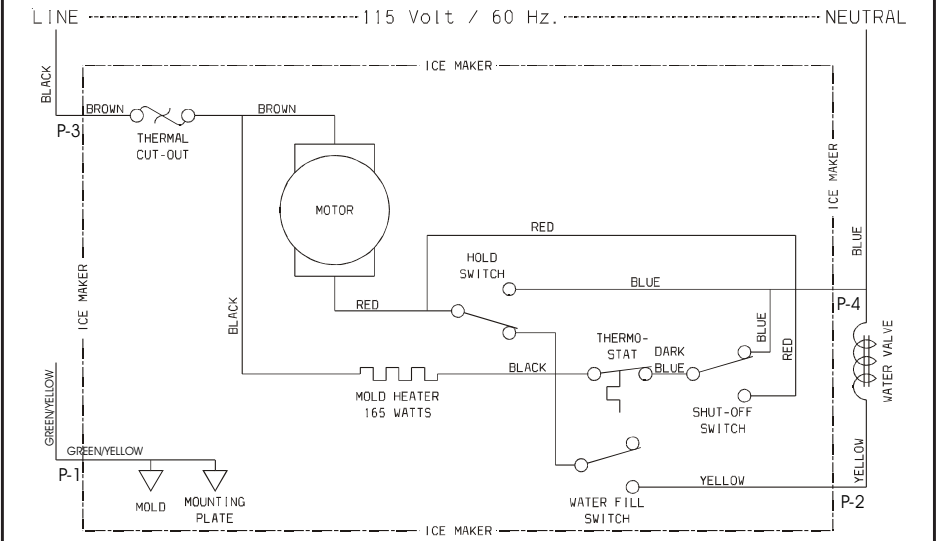 LINE 115 Volt / 60 Hz. NEUTRAL
ICE MAKER
BLACK
BROWN
BROWN
P-3
THERMAL
CUT-OUT
ICE MAKER
MOTOR
RED
BLUE
HOLD
SWITCH
BLUE
ICE MAKER
BLACK
RED
P-4
THERMO-
STAT
DARK
BLUE
BLUE
RED
WATER VALVE
BLACK
MOLD HEATER
165 WATTS
SHUT-OFF
SWITCH
GREEN/YELLOW
GREEN/YELLOW
P-1
MOLD
MOUNTING
PLATE
YELLOW
YELLOW
WATER FILL
SWITCH
P-2
ICE MAKER